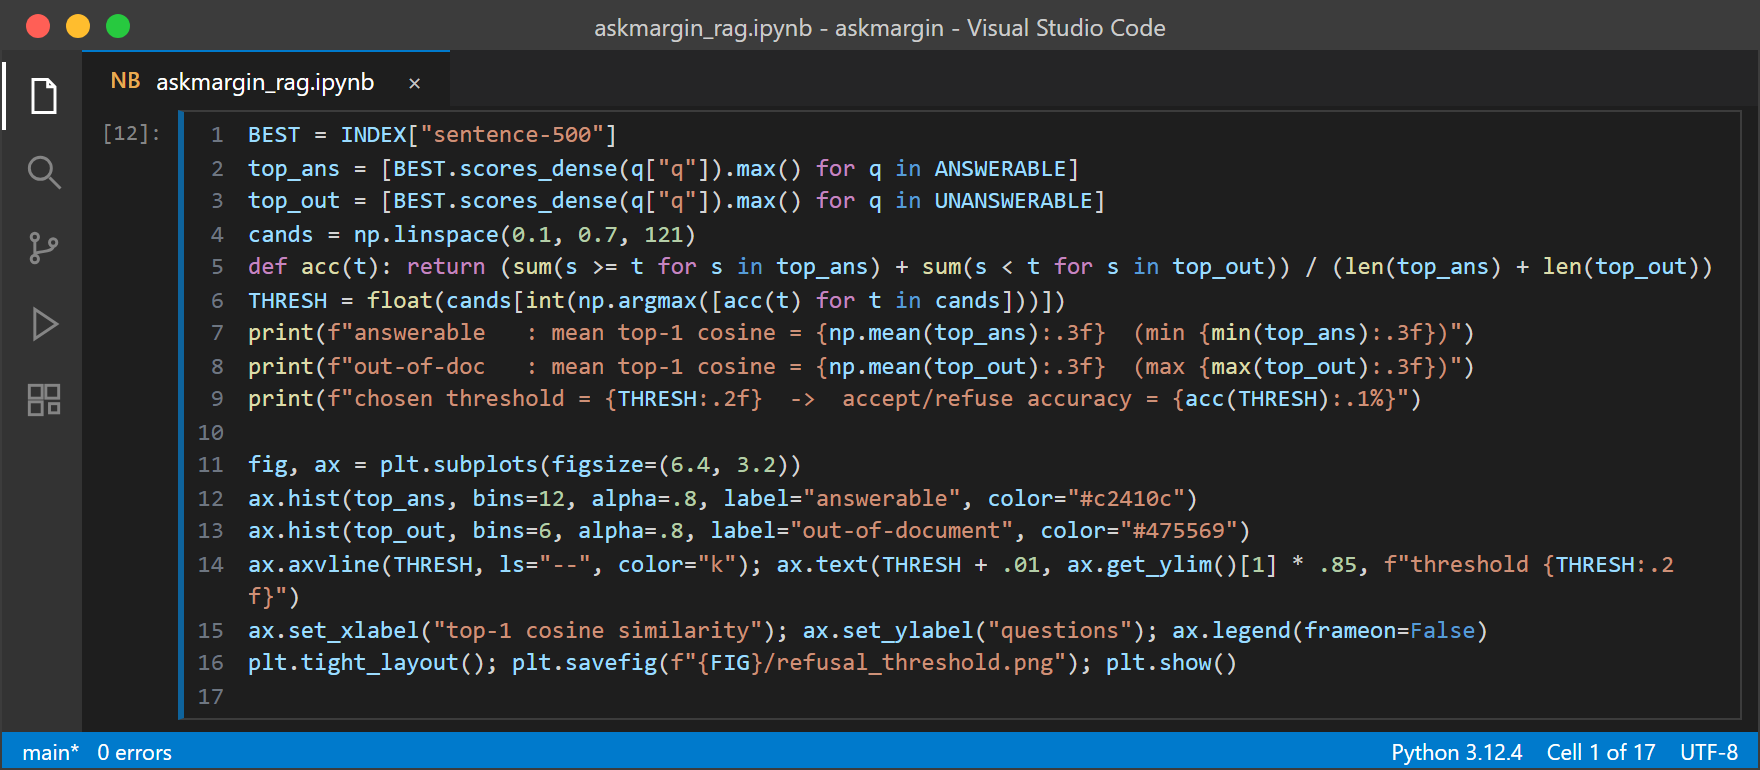 askmargin_rag.ipynb - askmargin - Visual Studio Code
NB askmargin_rag.ipynb ×
[12]:
1 BEST = INDEX["sentence-500"]
2 top_ans = [BEST.scores_dense(q["q"]).max() for q in ANSWERABLE]
3 top_out = [BEST.scores_dense(q["q"]).max() for q in UNANSWERABLE]
4 cands = np.linspace(0.1, 0.7, 121)
5 def acc(t): return (sum(s >= t for s in top_ans) + sum(s < t for s in top_out)) / (len(top_ans) + len(top_out))
6 THRESH = float(cands[int(np.argmax([acc(t) for t in cands]))])
7 print(f"answerable   : mean top-1 cosine = {np.mean(top_ans):.3f}  (min {min(top_ans):.3f})")
8 print(f"out-of-doc   : mean top-1 cosine = {np.mean(top_out):.3f}  (max {max(top_out):.3f})")
9 print(f"chosen threshold = {THRESH:.2f}  ->  accept/refuse accuracy = {acc(THRESH):.1%}")
10
11 fig, ax = plt.subplots(figsize=(6.4, 3.2))
12 ax.hist(top_ans, bins=12, alpha=.8, label="answerable", color="#c2410c")
13 ax.hist(top_out, bins=6, alpha=.8, label="out-of-document", color="#475569")
14 ax.axvline(THRESH, ls="--", color="k"); ax.text(THRESH + .01, ax.get_ylim()[1] * .85, f"threshold {THRESH:.2
f}")
15 ax.set_xlabel("top-1 cosine similarity"); ax.set_ylabel("questions"); ax.legend(frameon=False)
16 plt.tight_layout(); plt.savefig(f"{FIG}/refusal_threshold.png"); plt.show()
17
main* 0 errors Python 3.12.4 Cell 1 of 17 UTF-8